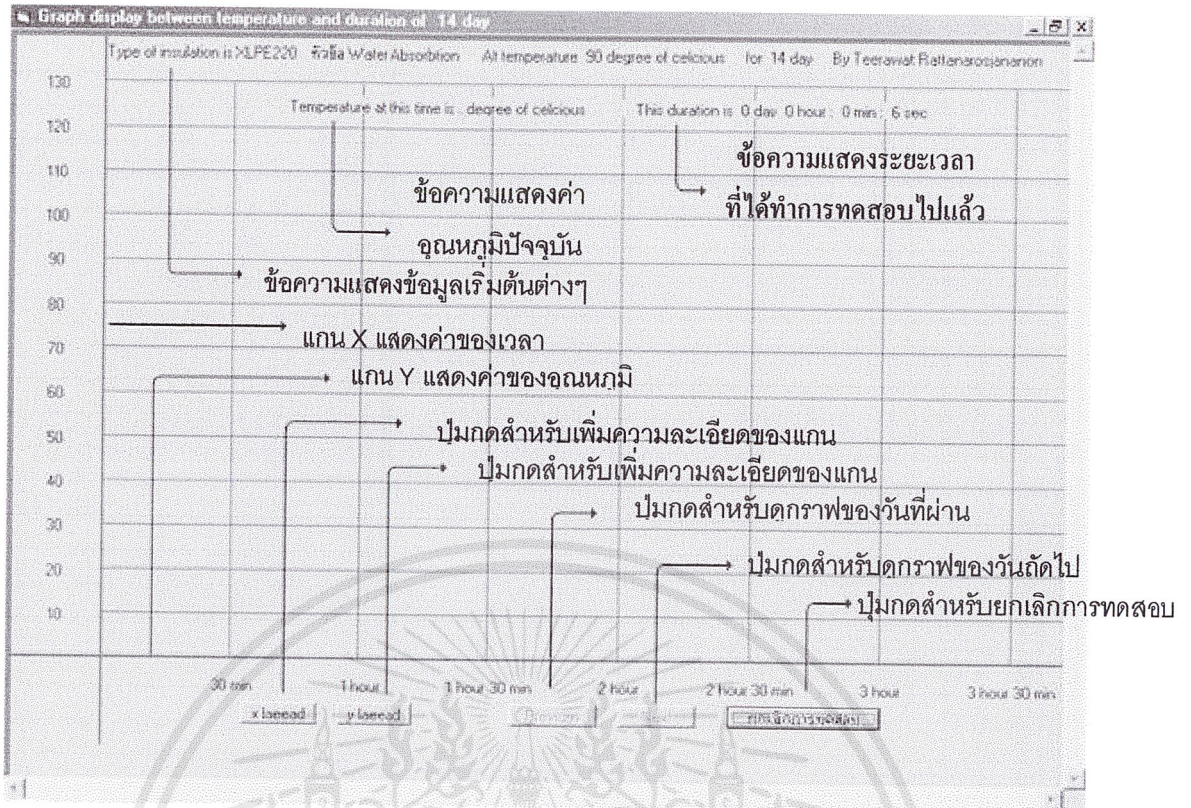 Graph display between temperature and duration of 14 day
Type of insulation is XLPE220 หัวข้อ Water Absorbtion At temperature 90 degree of celcious for 14 day By Teerawat Rattanarojananon
Temperature at this time is : degree of celcious This duration is 0 day 0 hour : 0 min : 6 sec
130
120
110
100
90
80
70
60
50
40
30
20
10
ข้อความแสดงระยะเวลา
ที่ได้ทำการทดสอบไปแล้ว
ข้อความแสดงค่า
อุณหภูมิปัจจุบัน
ข้อความแสดงข้อมูลเริ่มต้นต่างๆ
แกน X แสดงค่าของเวลา
แกน Y แสดงค่าของอุณหภูมิ
ปุ่มกดสำหรับเพิ่มความละเอียดของแกน
ปุ่มกดสำหรับเพิ่มความละเอียดของแกน
ปุ่มกดสำหรับดูกราฟของวันที่ผ่าน
ปุ่มกดสำหรับดูกราฟของวันถัดไป
ปุ่มกดสำหรับยกเลิกการทดสอบ
30 min 1 hour 1 hour 30 min 2 hour 2 hour 30 min 3 hour 3 hour 30 min
x laeead y laeead ยกเลิกการทดสอบ